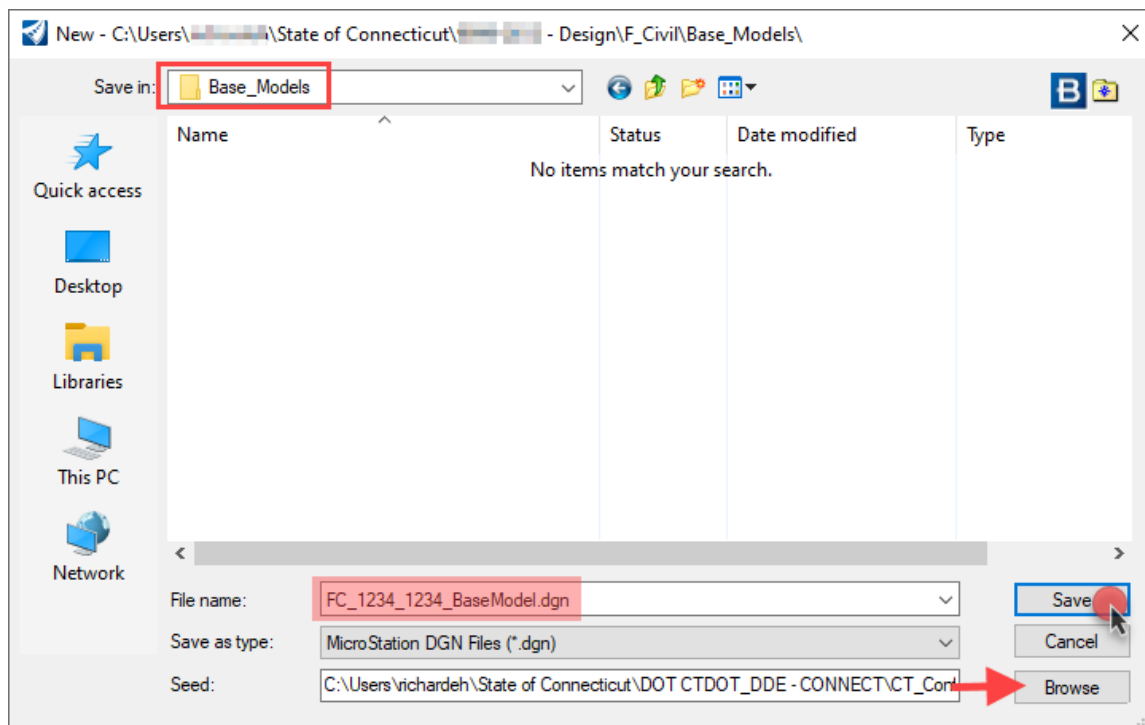 New - C:\Users\ \State of Connecticut\ - Design\F_Civil\Base_Models\
Save in: Base_Models
B
Name Status Date modified Type
No items match your search.
Quick access
Desktop
Libraries
This PC
Network
File name: FC_1234_1234_BaseModel.dgn Save
Save as type: MicroStation DGN Files (*.dgn) Cancel
Seed: C:\Users\richardeh\State of Connecticut\DOT CTDOT_DDE - CONNECT\CT_Con Browse